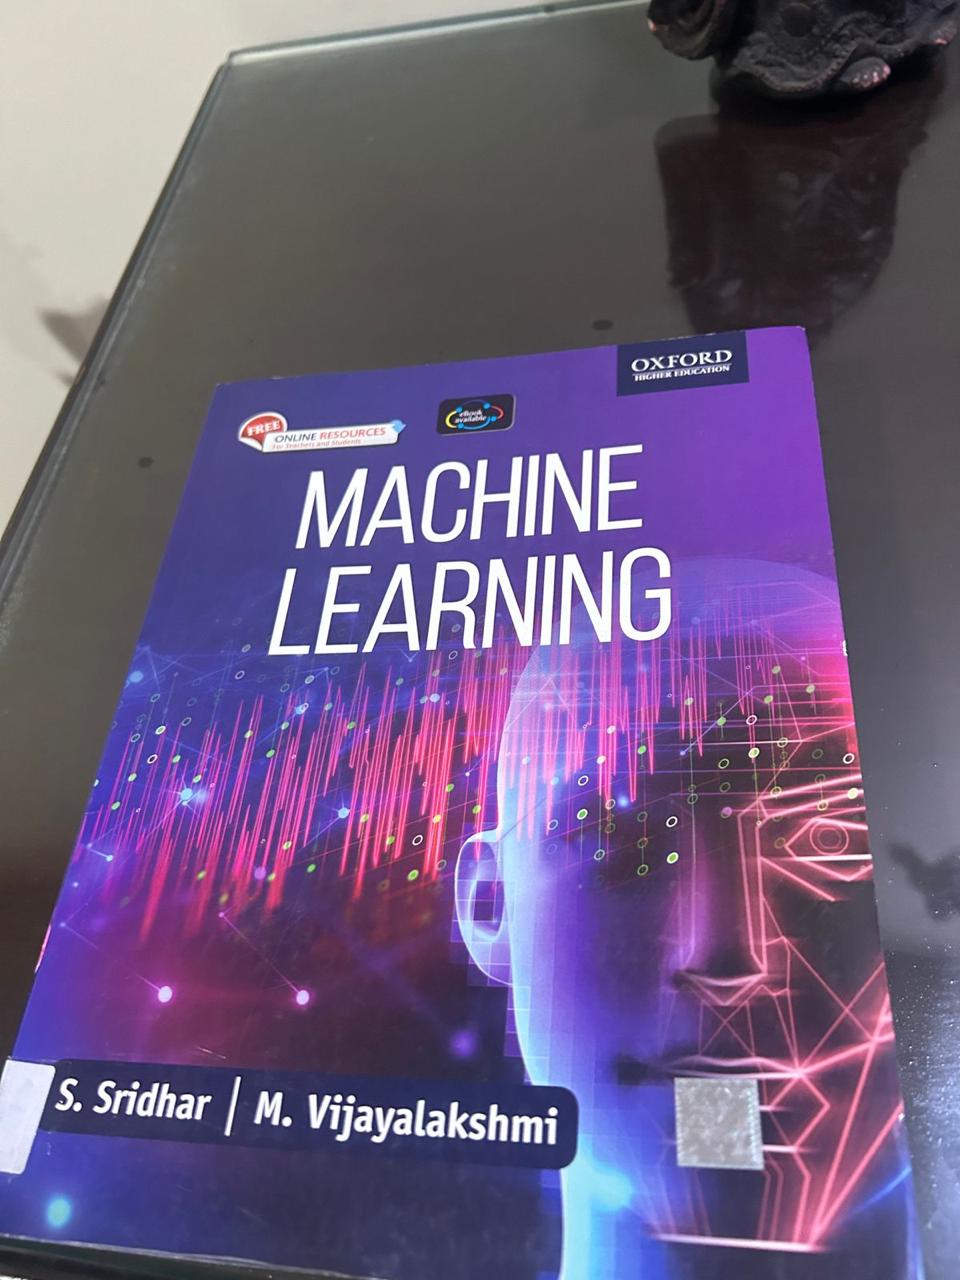 OXFORD
HIGHER EDUCATION
FREE
ONLINE RESOURCES
For Teachers and Students
eBook
available
MACHINE
LEARNING
S. Sridhar | M. Vijayalakshmi